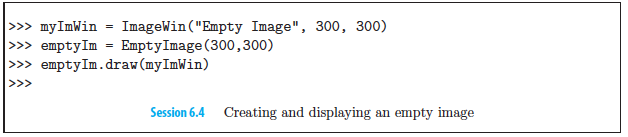 >>> myImWin = ImageWin("Empty Image", 300, 300)
>>> emptyIm = EmptyImage(300,300)
>>> emptyIm.draw(myImWin)
>>>
Session 6.4 Creating and displaying an empty image